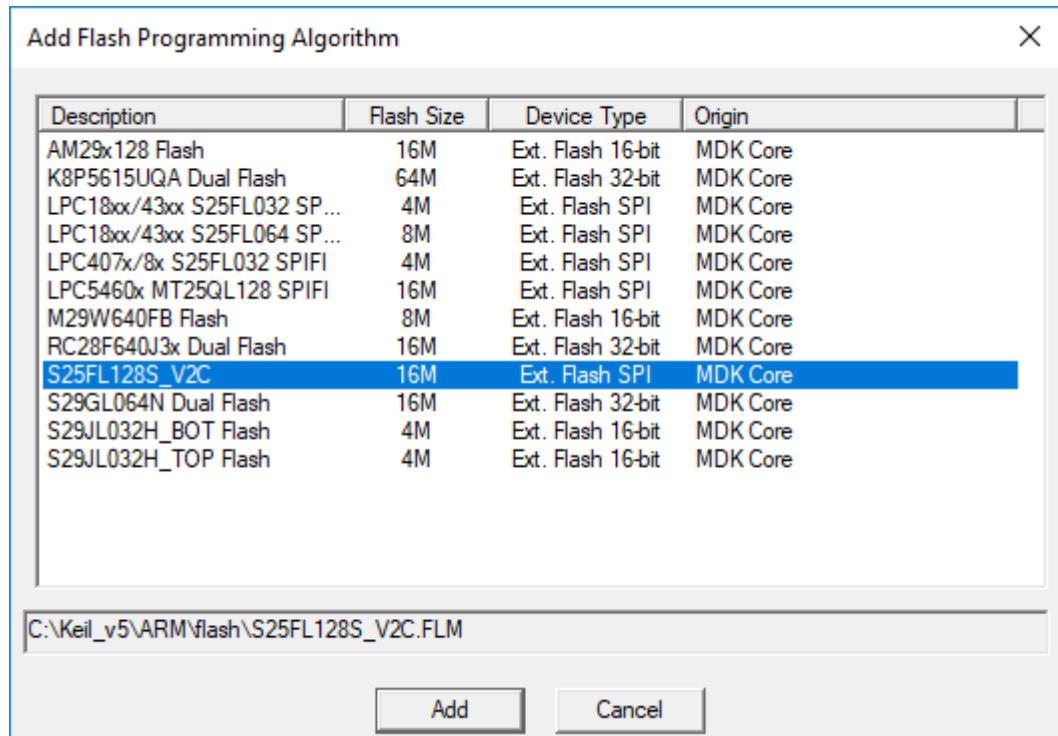 Add Flash Programming Algorithm
Description Flash Size Device Type Origin
AM29x128 Flash 16M Ext. Flash 16-bit MDK Core
K8P5615UQA Dual Flash 64M Ext. Flash 32-bit MDK Core
LPC18xx/43xx S25FL032 SP... 4M Ext. Flash SPI MDK Core
LPC18xx/43xx S25FL064 SP... 8M Ext. Flash SPI MDK Core
LPC407x/8x S25FL032 SPIFI 4M Ext. Flash SPI MDK Core
LPC5460x MT25QL128 SPIFI 16M Ext. Flash SPI MDK Core
M29W640FB Flash 8M Ext. Flash 16-bit MDK Core
RC28F640J3x Dual Flash 16M Ext. Flash 32-bit MDK Core
S25FL128S_V2C 16M Ext. Flash SPI MDK Core
S29GL064N Dual Flash 16M Ext. Flash 32-bit MDK Core
S29JL032H_BOT Flash 4M Ext. Flash 16-bit MDK Core
S29JL032H_TOP Flash 4M Ext. Flash 16-bit MDK Core
C:\Keil_v5\ARM\flash\S25FL128S_V2C.FLM
Add Cancel